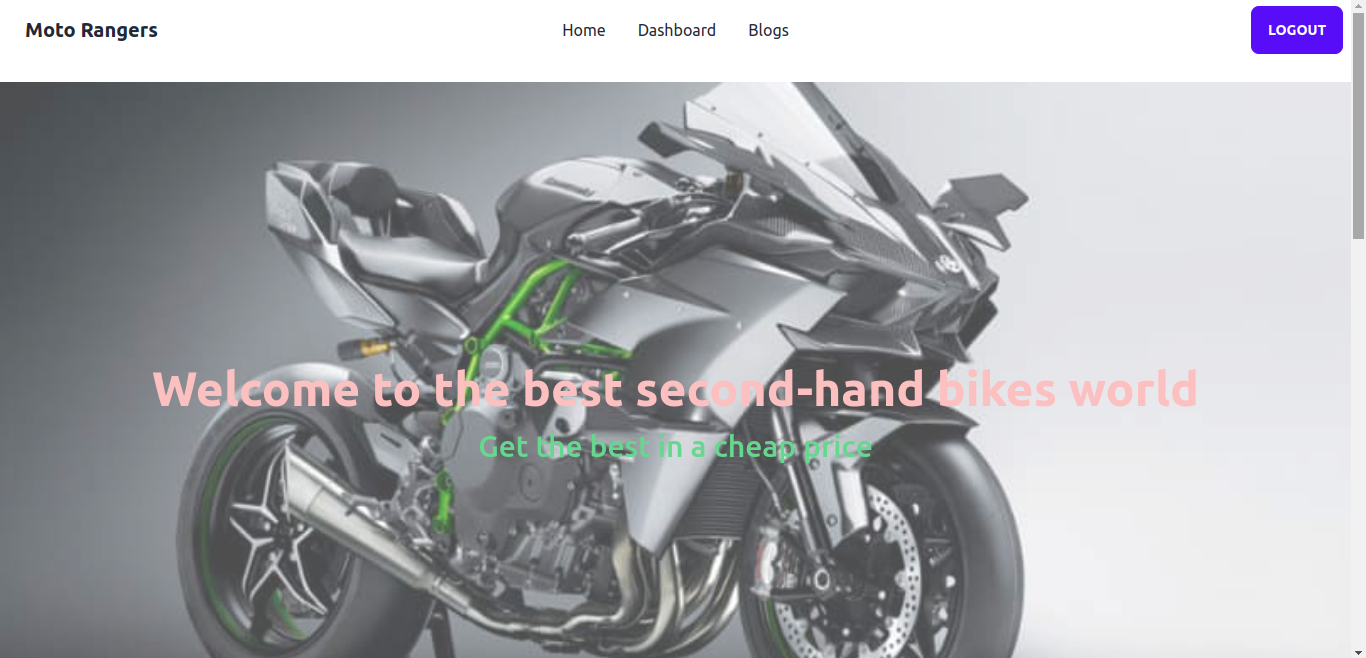 Moto Rangers
Home Dashboard Blogs
LOGOUT
Kawasaki
Welcome to the best second-hand bikes world
Get the best in a cheap price